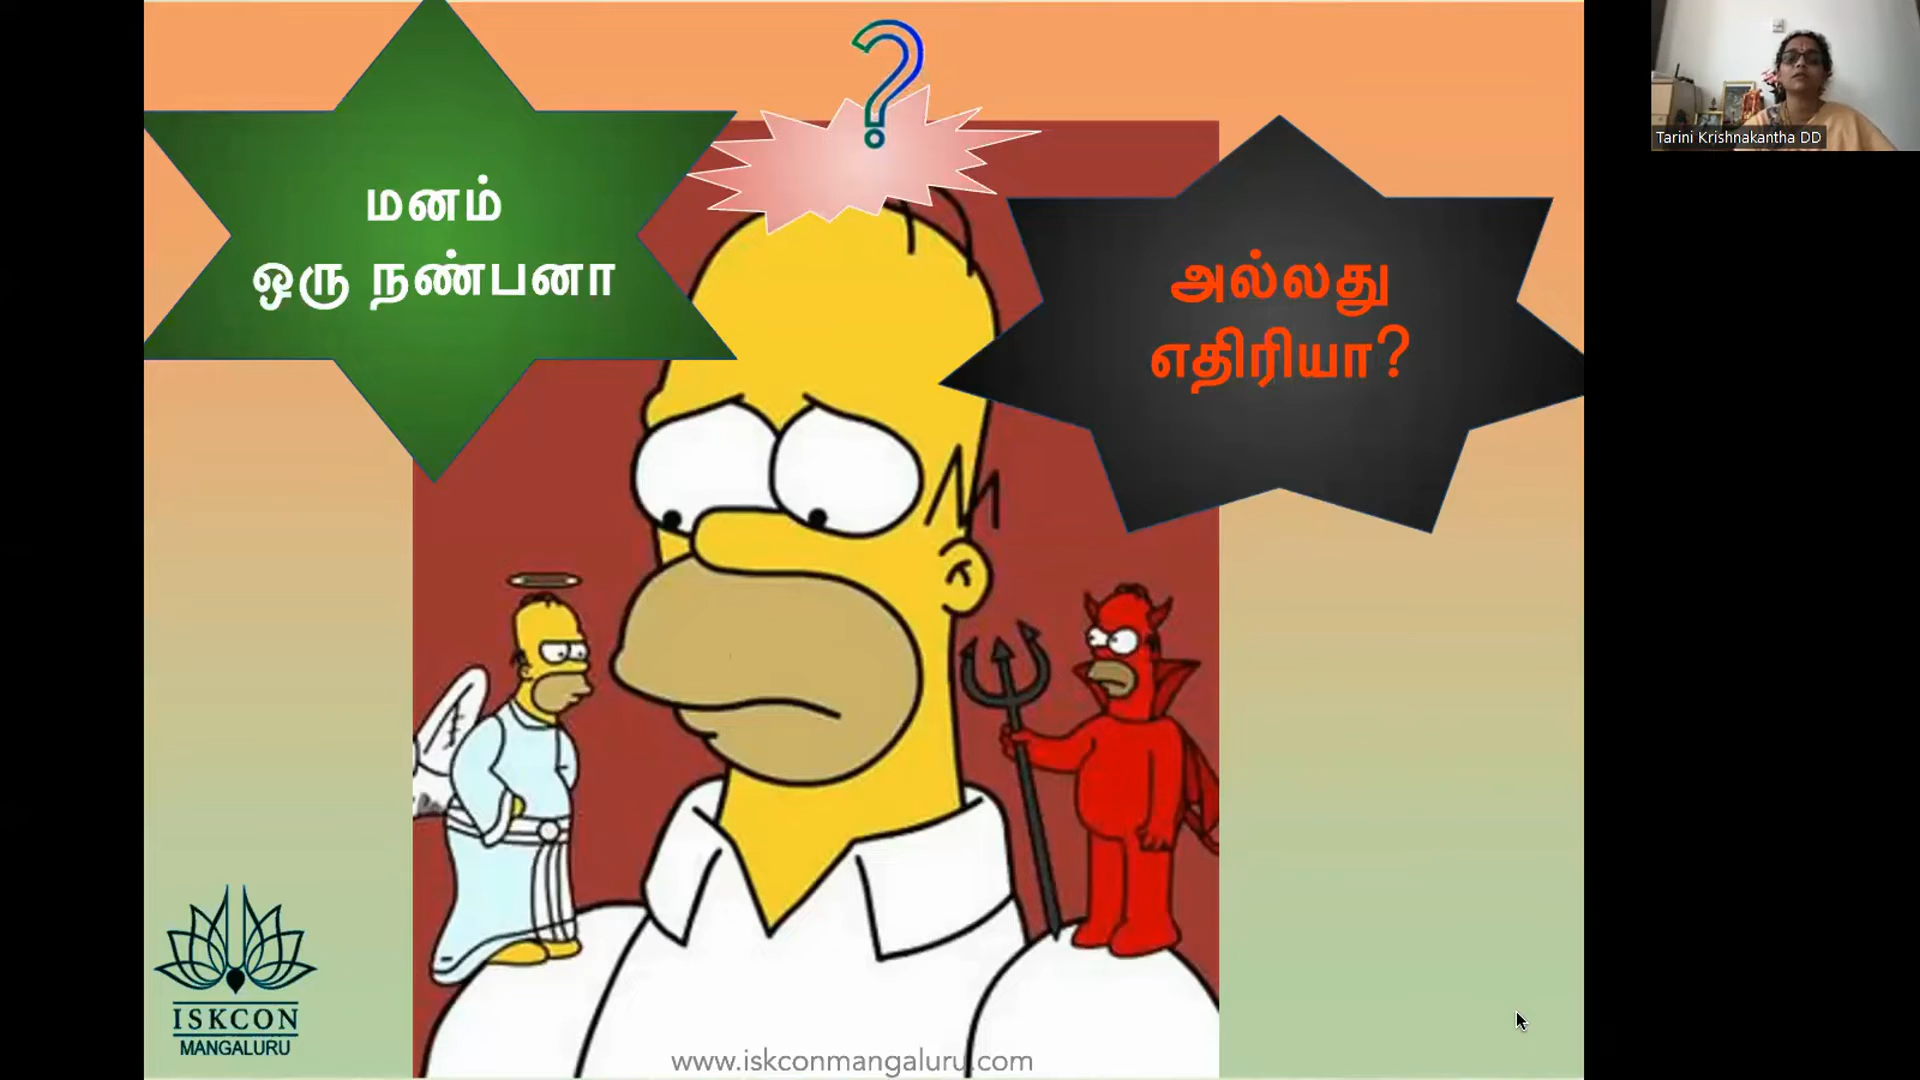 ?
மனம்
ஒரு நண்பனா
அல்லது
எதிரியா?
Tarini Krishnakantha DD
ISKCON
MANGALURU
www.iskconmangaluru.com